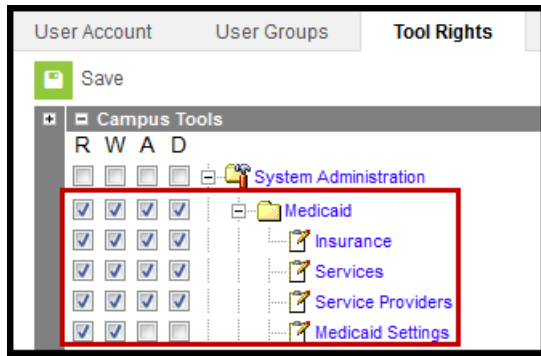 User Account User Groups Tool Rights
Save
Campus Tools
R W A D
System Administration
Medicaid
Insurance
Services
Service Providers
Medicaid Settings